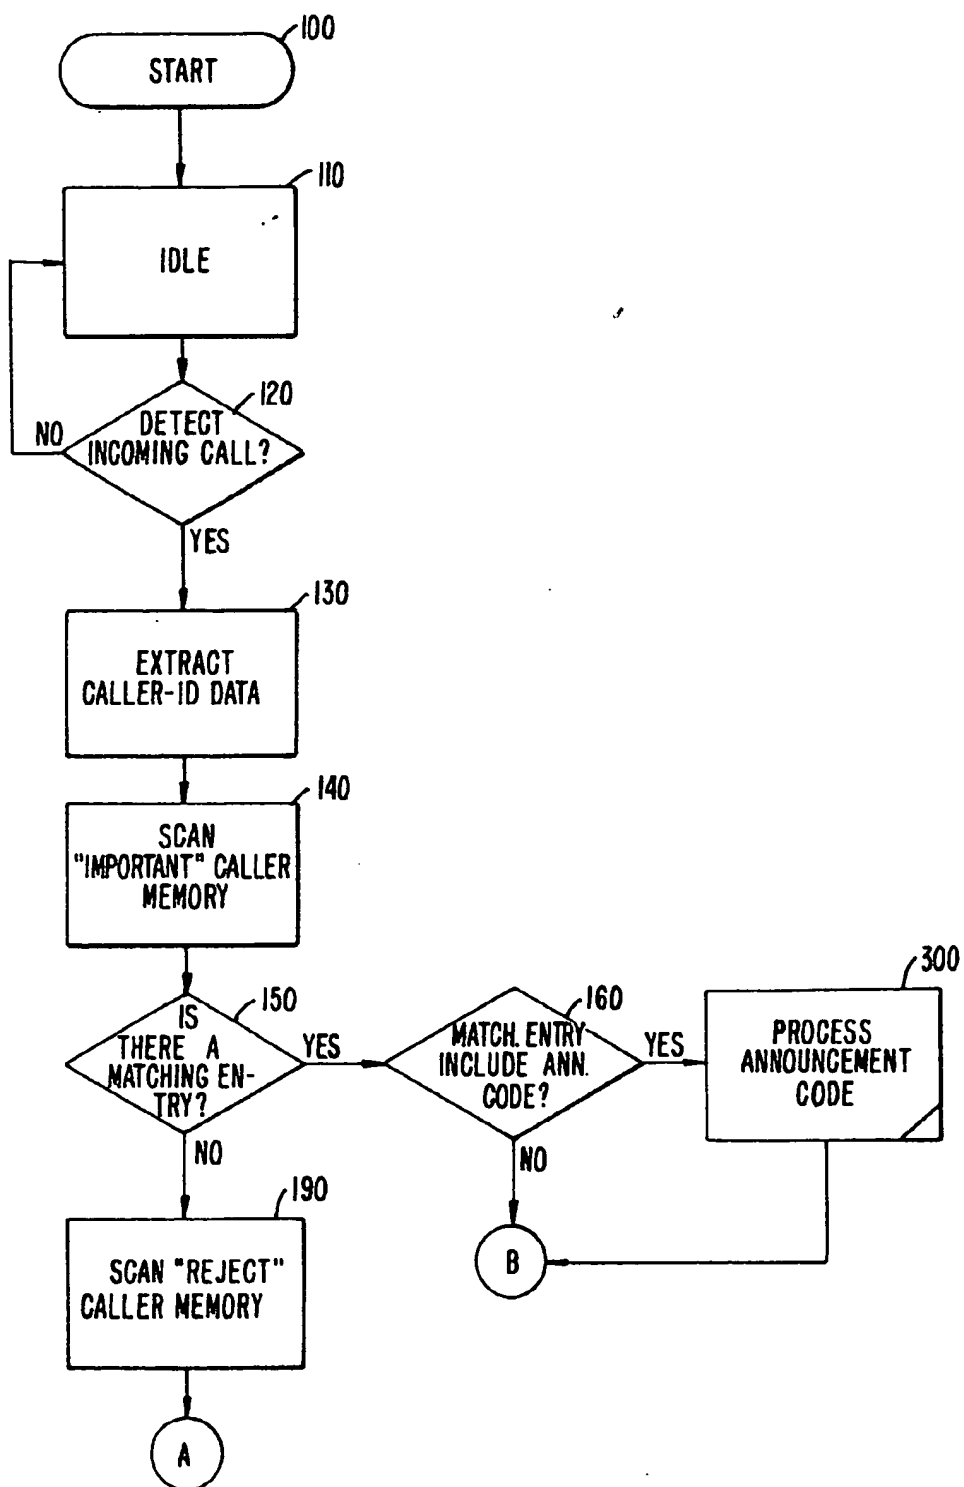 100
START
110
IDLE
120
DETECT
INCOMING CALL?
NO
YES
130
EXTRACT
CALLER-ID DATA
140
SCAN
"IMPORTANT" CALLER
MEMORY
150
IS
THERE A
MATCHING EN-
TRY?
YES
NO
160
MATCH. ENTRY
INCLUDE ANN.
CODE?
YES
NO
300
PROCESS
ANNOUNCEMENT
CODE
190
SCAN "REJECT"
CALLER MEMORY
B
A